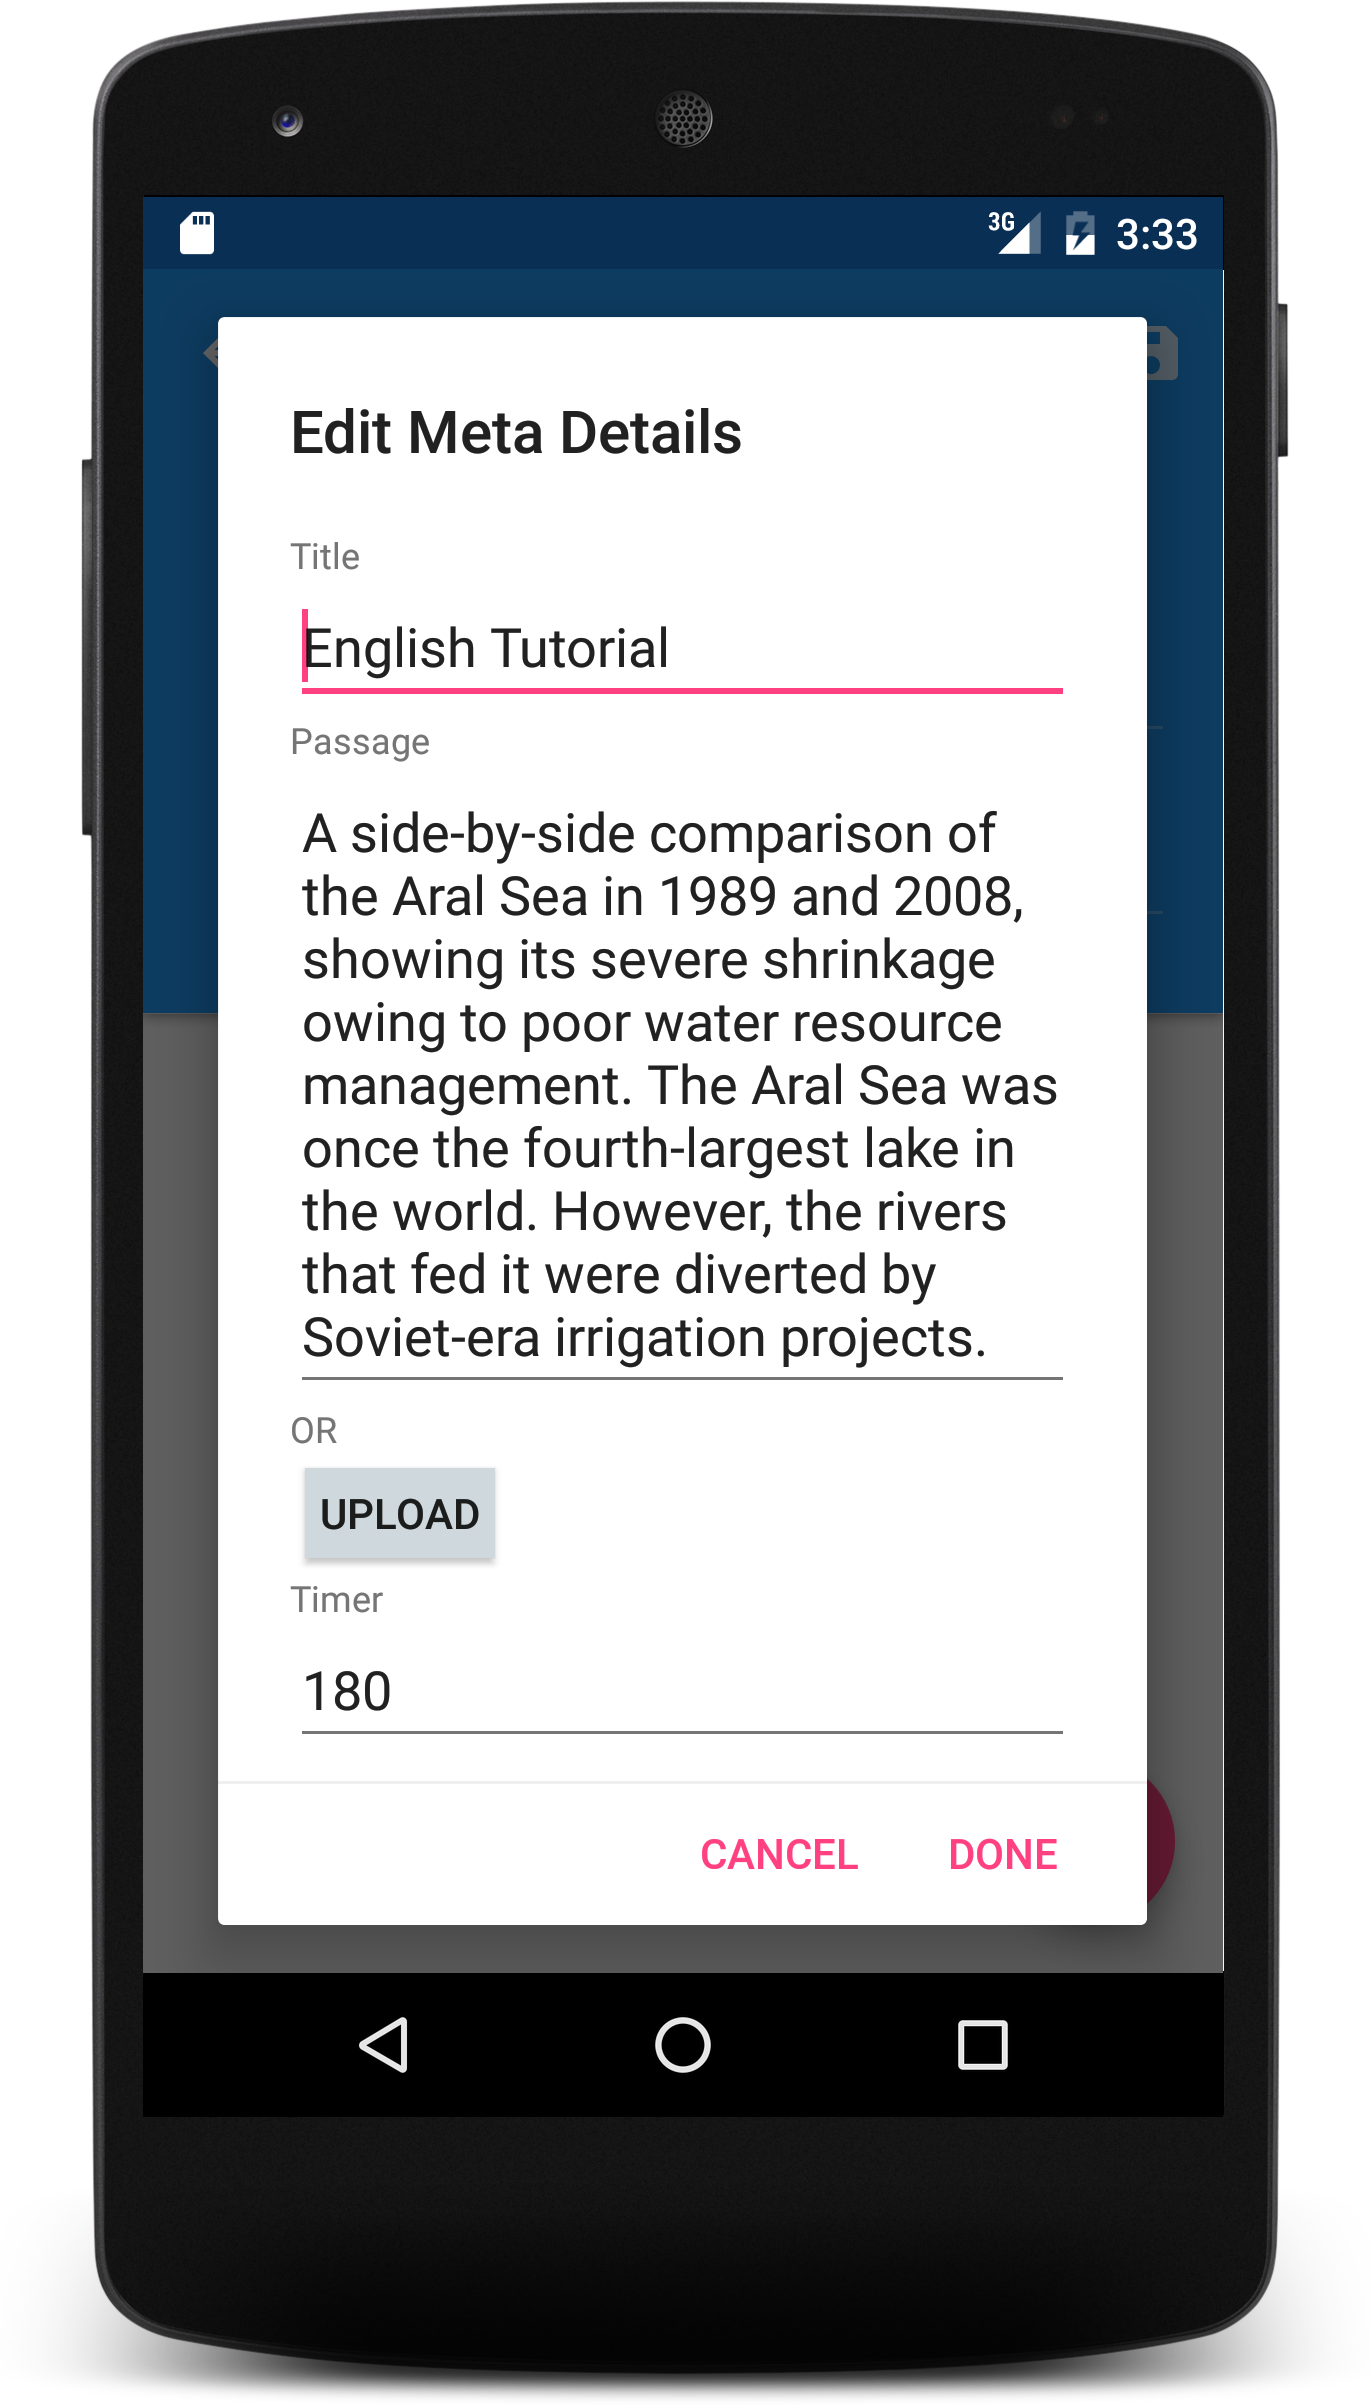 3G 3:33
Edit Meta Details
Title
English Tutorial
Passage
A side-by-side comparison of
the Aral Sea in 1989 and 2008,
showing its severe shrinkage
owing to poor water resource
management. The Aral Sea was
once the fourth-largest lake in
the world. However, the rivers
that fed it were diverted by
Soviet-era irrigation projects.
OR
UPLOAD
Timer
180
CANCEL DONE